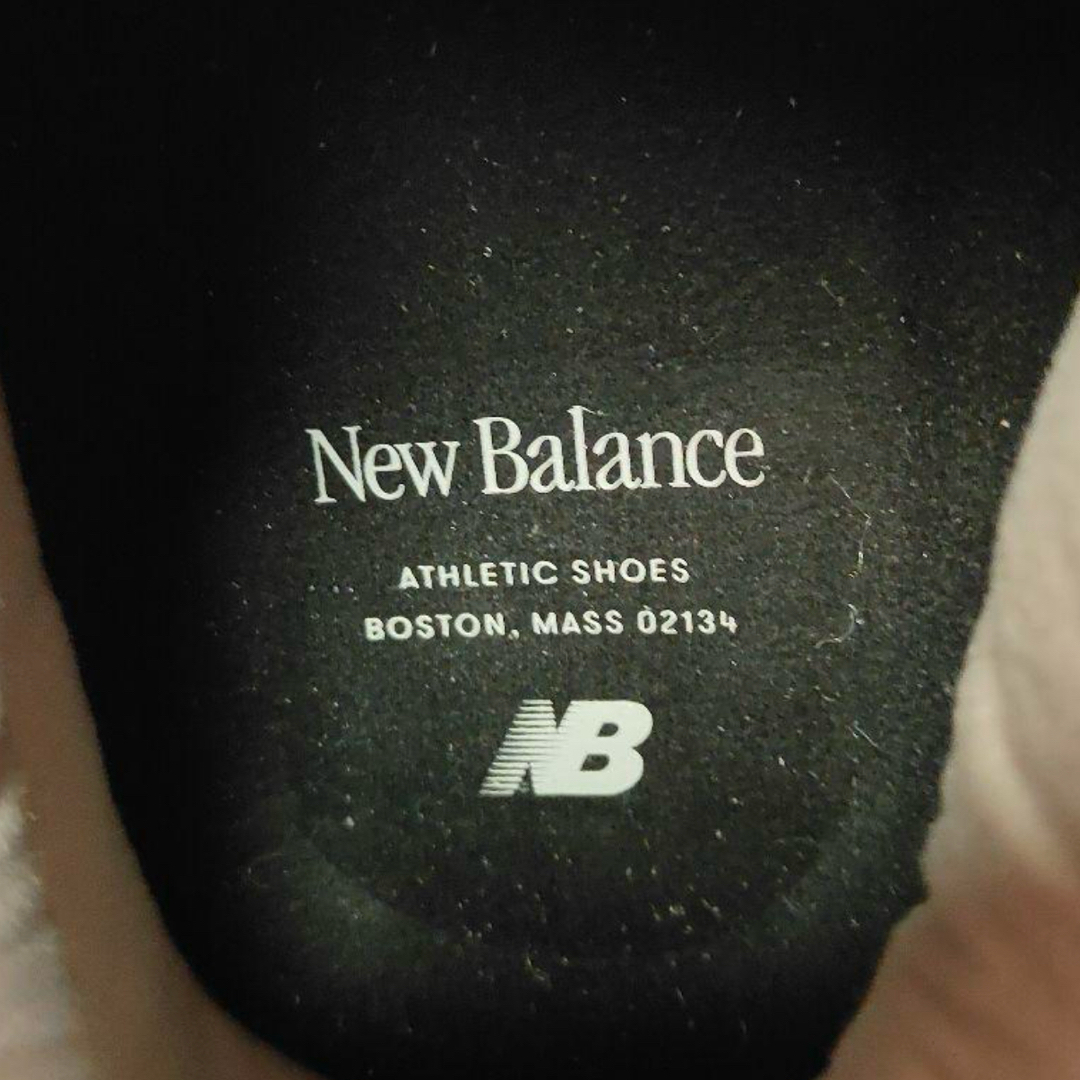 New Balance
ATHLETIC SHOES
BOSTON, MASS 02134
NB